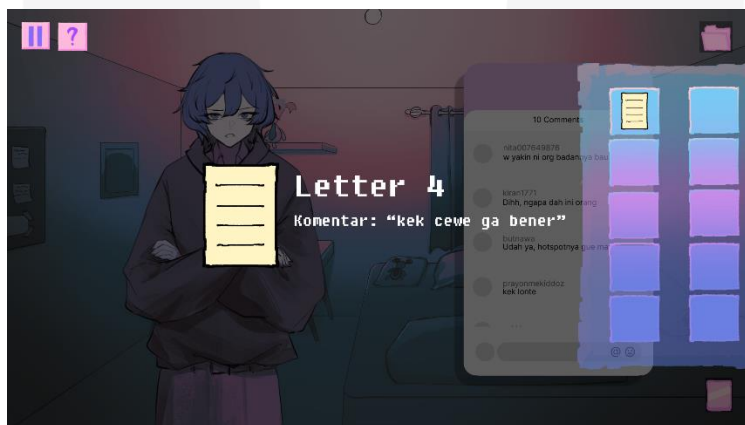 ?
10 Comments
nita007649876
w yakin ni org badannya bau
kiran1771
Dihh, ngapa dah ini orang
Letter 4
Komentar: “kek cewe ga bener”
Udah ya, hotspotnya gue
prayonmekiddoz
kek lonte